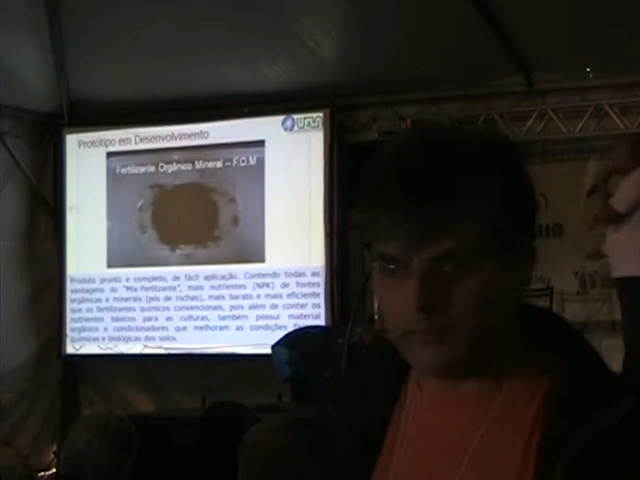 Protótipo em Desenvolvimento
Fertilizante Orgânico Mineral – F.O.M
Produto pronto e completo, de fácil aplicação. Contendo todas as
vantagens do "Mix Fertilizante", mais nutrientes (NPK) de fontes
orgânicas e minerais (pós de rochas), mais barato e mais eficiente
que os fertilizantes químicos convencionais, pois além de conter os
nutrientes básicos para as culturas, também possui material
orgânico e condicionadores que melhoram as condições
químicas e biológicas dos solos.